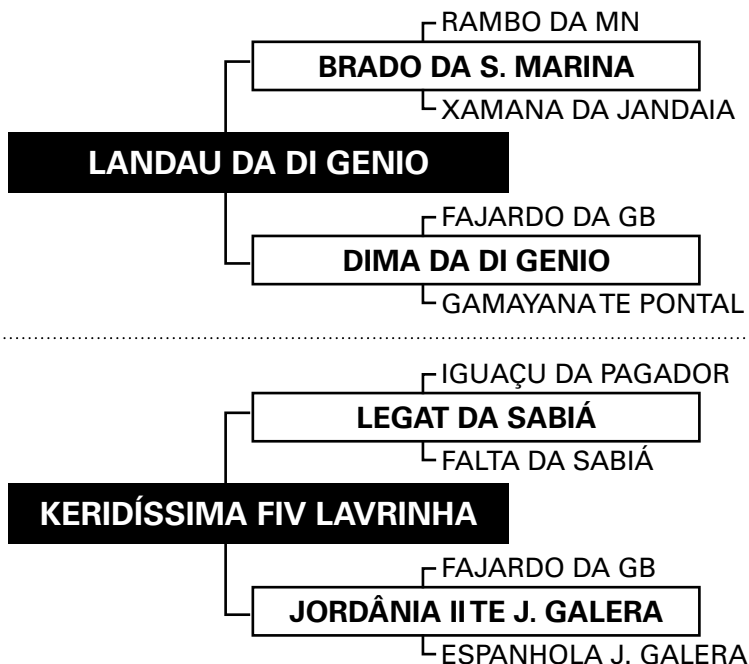 RAMBO DA MN
BRADO DA S. MARINA
XAMANA DA JANDAIA
LANDAU DA DI GENIO
FAJARDO DA GB
DIMA DA DI GENIO
GAMAYANA TE PONTAL
IGUAÇU DA PAGADOR
LEGAT DA SABIÁ
FALTA DA SABIÁ
KERIDÍSSIMA FIV LAVRINHA
FAJARDO DA GB
JORDÂNIA II TE J. GALERA
ESPANHOLA J. GALERA